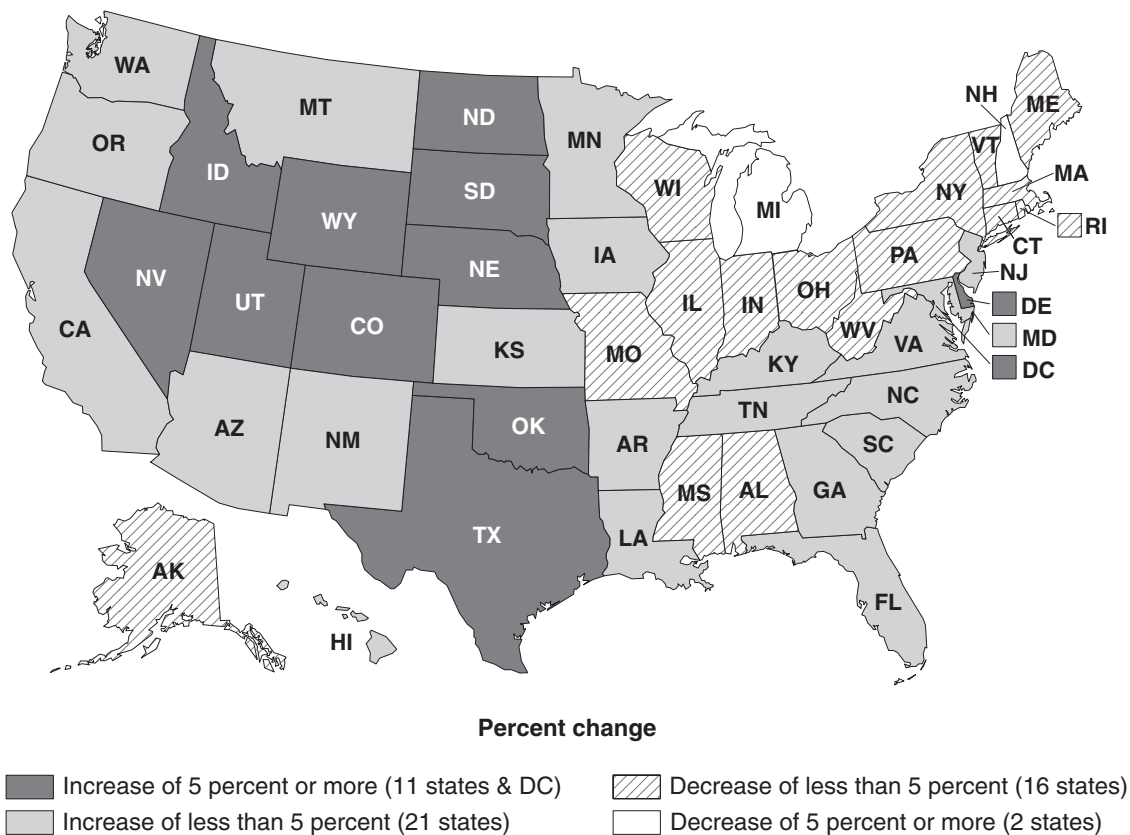 WA
MT
ND
MN
OR
ID
SD
WY
WI
MI
NH
ME
VT
MA
NY
RI
CT
NJ
PA
DE
MD
DC
NV
UT
CO
NE
IA
IL
IN
OH
WV
VA
CA
KS
MO
KY
NC
TN
AZ
NM
OK
AR
SC
MS
AL
GA
TX
LA
FL
AK
HI
Percent change
Increase of 5 percent or more (11 states & DC)
Increase of less than 5 percent (21 states)
Decrease of less than 5 percent (16 states)
Decrease of 5 percent or more (2 states)